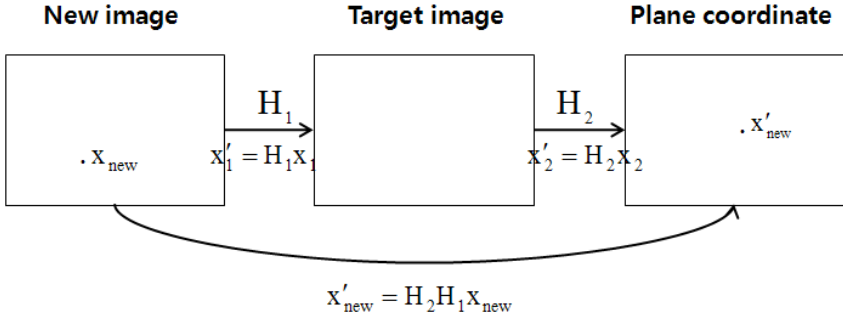 New image
Target image
Plane coordinate
H₁
H₂
. x′new
. xnew
x′₁ = H₁x₁
x′₂ = H₂x₂
x′new = H₂H₁xnew